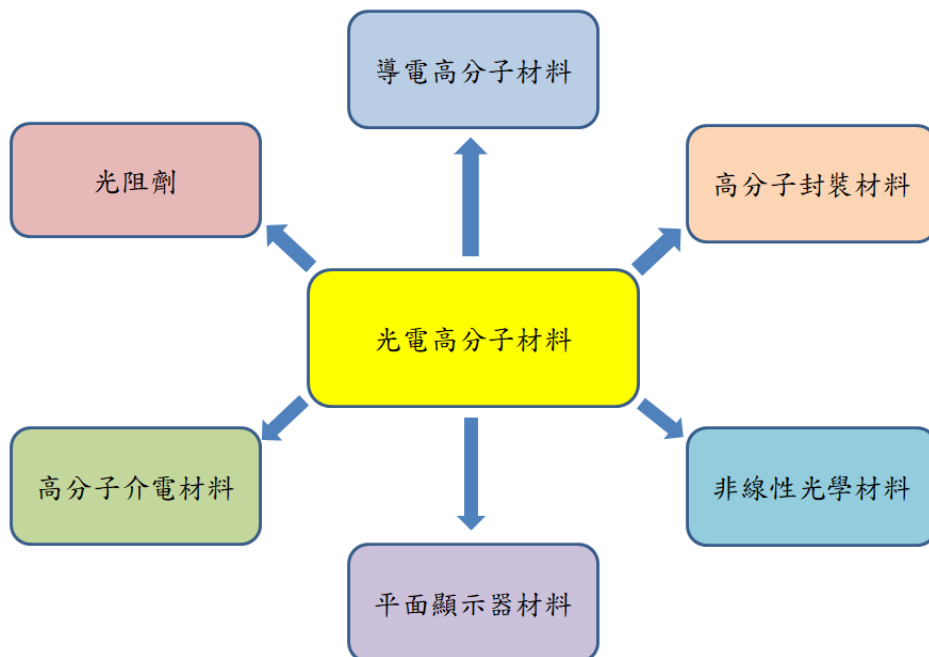 導電高分子材料
光阻劑
高分子封裝材料
光電高分子材料
高分子介電材料
非線性光學材料
平面顯示器材料